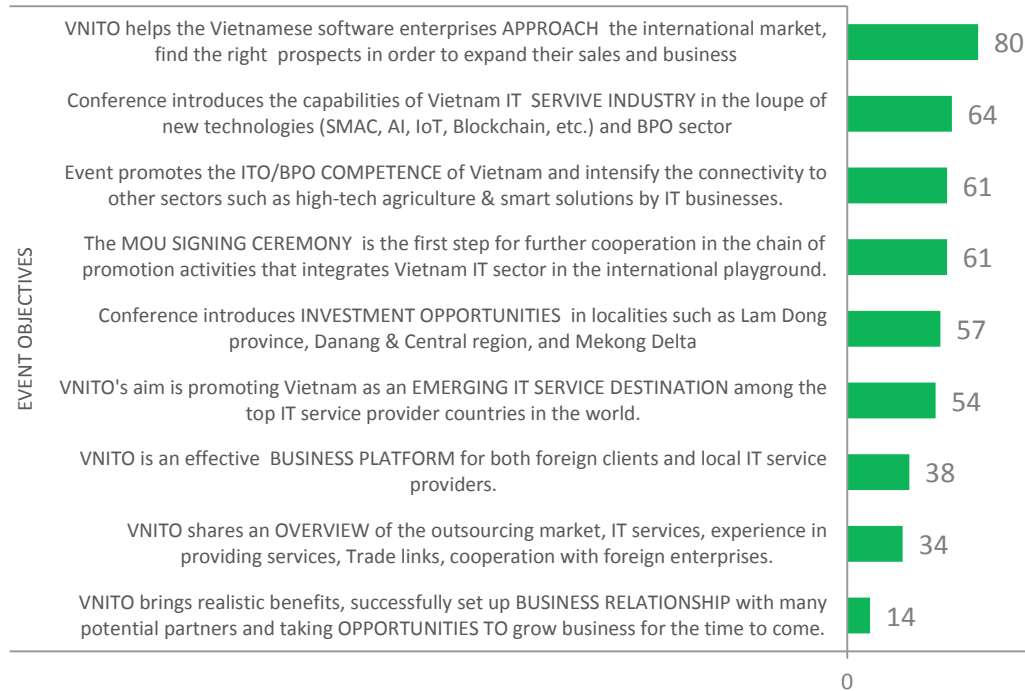 VNITO helps the Vietnamese software enterprises APPROACH the international market,
find the right prospects in order to expand their sales and business
80
Conference introduces the capabilities of Vietnam IT SERVIVE INDUSTRY in the loupe of
new technologies (SMAC, AI, IoT, Blockchain, etc.) and BPO sector
64
Event promotes the ITO/BPO COMPETENCE of Vietnam and intensify the connectivity to
other sectors such as high-tech agriculture & smart solutions by IT businesses.
61
The MOU SIGNING CEREMONY is the first step for further cooperation in the chain of
promotion activities that integrates Vietnam IT sector in the international playground.
61
Conference introduces INVESTMENT OPPORTUNITIES in localities such as Lam Dong
province, Danang & Central region, and Mekong Delta
57
VNITO's aim is promoting Vietnam as an EMERGING IT SERVICE DESTINATION among the
top IT service provider countries in the world.
54
VNITO is an effective BUSINESS PLATFORM for both foreign clients and local IT service
providers.
38
VNITO shares an OVERVIEW of the outsourcing market, IT services, experience in
providing services, Trade links, cooperation with foreign enterprises.
34
VNITO brings realistic benefits, successfully set up BUSINESS RELATIONSHIP with many
potential partners and taking OPPORTUNITIES TO grow business for the time to come.
14
EVENT OBJECTIVES
0